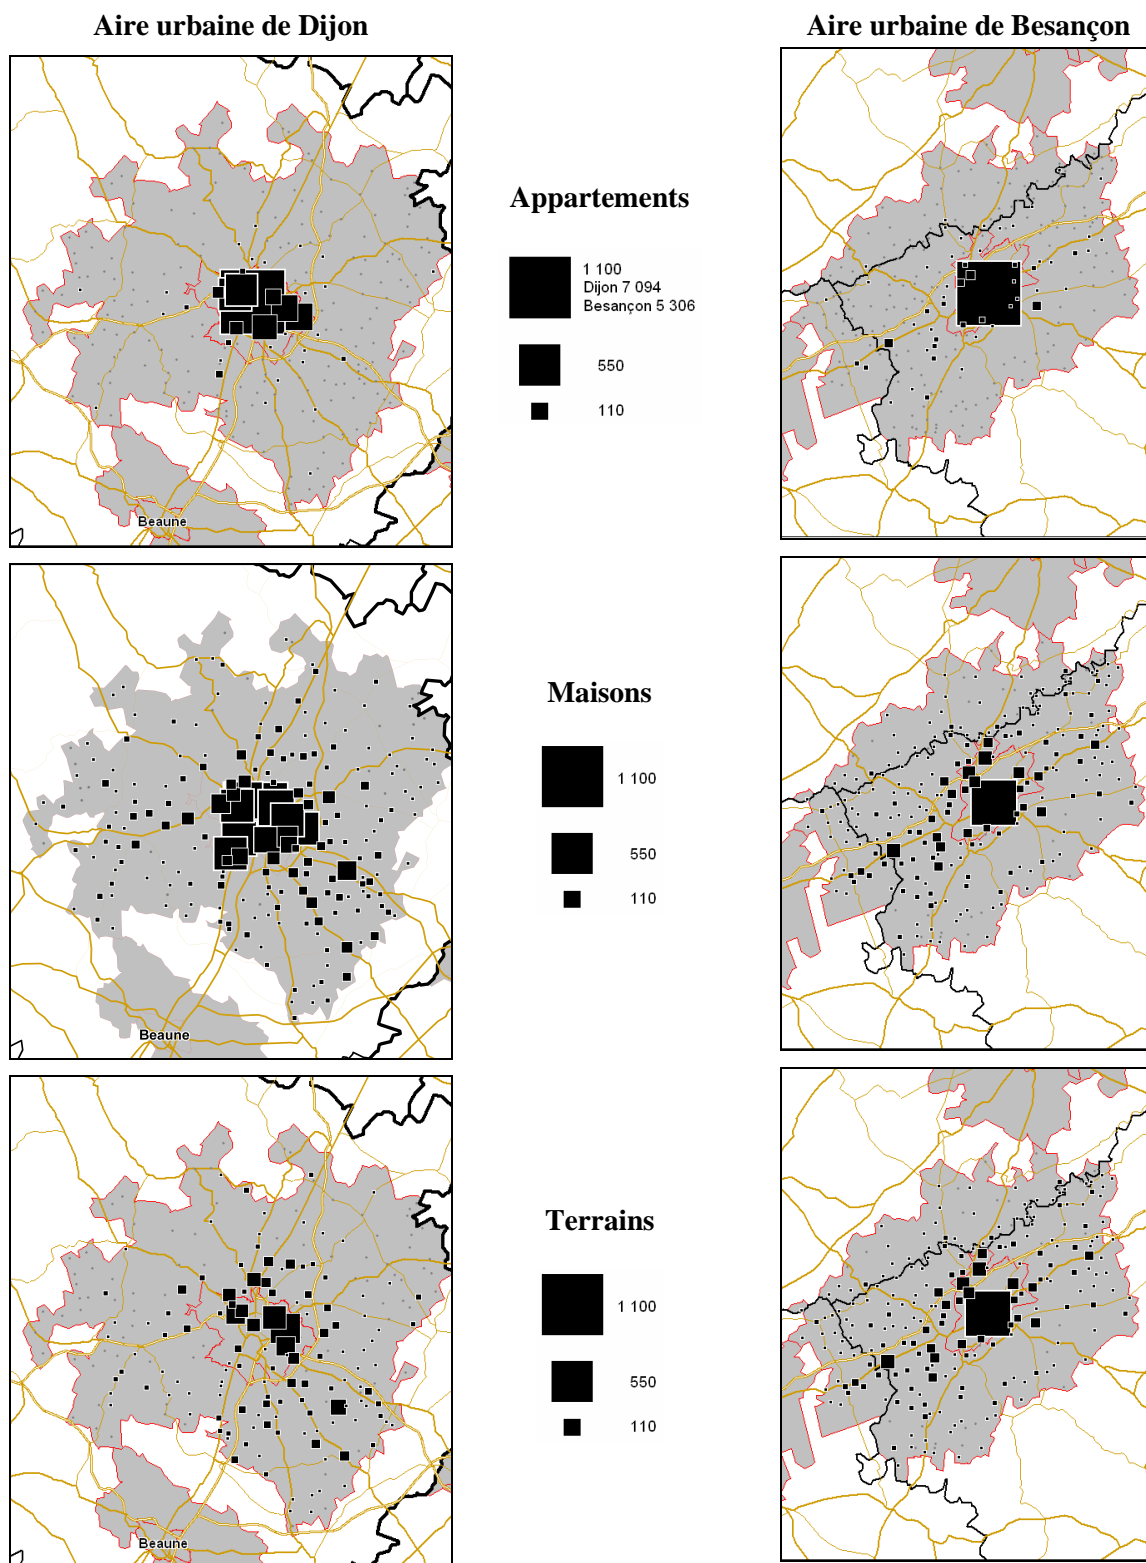 Aire urbaine de Dijon
Aire urbaine de Besançon
Appartements
1 100
Dijon 7 094
Besançon 5 306
550
110
Beaune
Maisons
1 100
550
110
Beaune
Terrains
1 100
550
110
Beaune